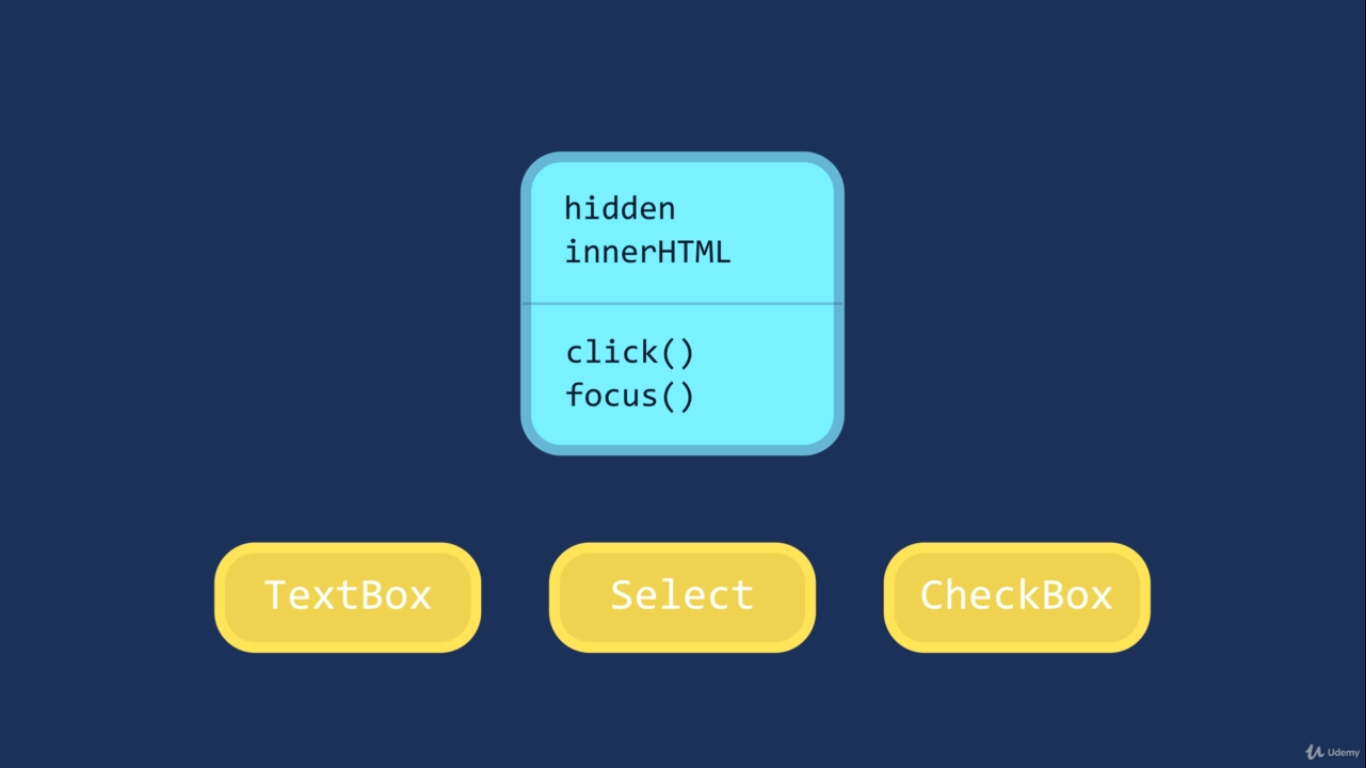 hidden
innerHTML
click()
focus()
TextBox
Select
CheckBox
Udemy